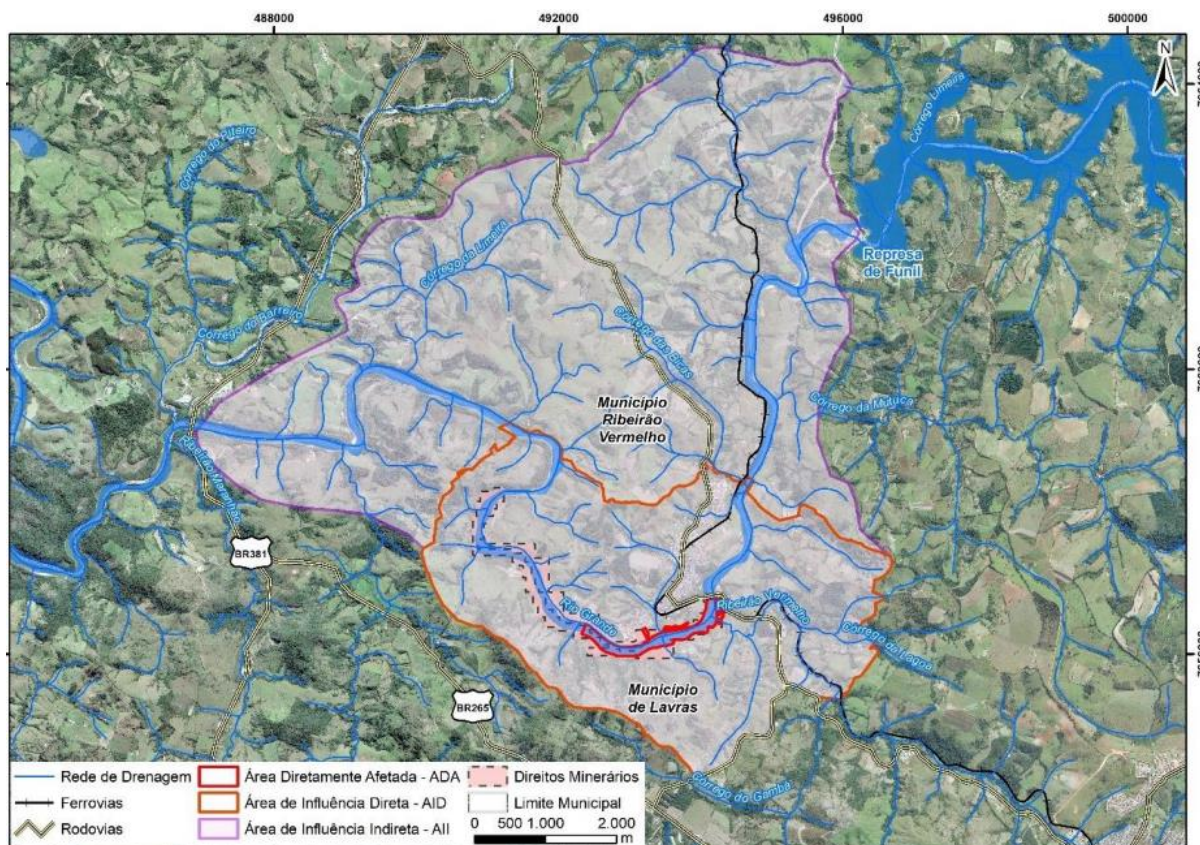 488000
492000
496000
500000
N
Córrego Limeira
Córrego do Piteiro
Córrego da Limeira
Represa
de Funil
Córrego do Barreiro
Córrego das Bicas
Córrego da Mutuca
Município
Ribeirão
Vermelho
Ribeirão Maranhão
BR381
Rio Grande
Ribeirão Vermelho
Córrego do Lagoa
Município
de Lavras
BR265
Córrego do Gambá
Rede de Drenagem
Área Diretamente Afetada - ADA
Direitos Minerários
Ferrovias
Área de Influência Direta - AID
Limite Municipal
Rodovias
Área de Influência Indireta - AII
0 500 1.000 2.000
m